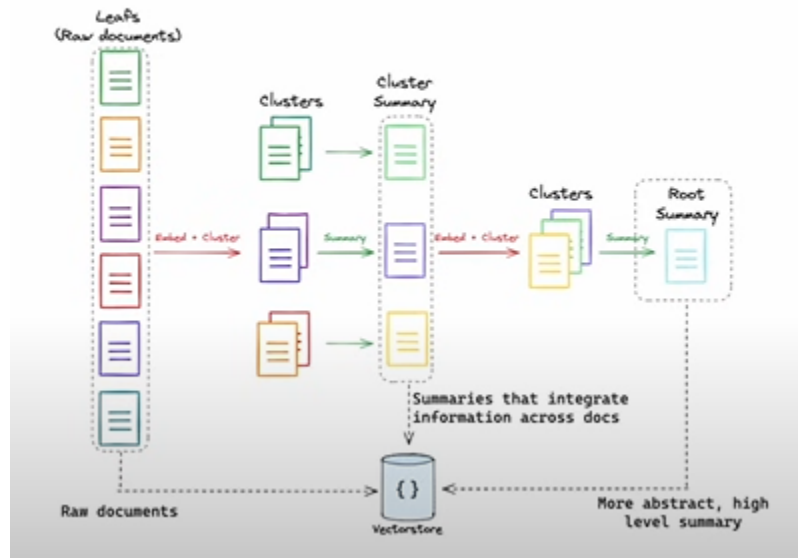 Leafs
(Raw documents)
Clusters
Cluster
Summary
Clusters
Root
Summary
Embed + Cluster
Summary
Embed + Cluster
Summary
Summaries that integrate
information across docs
{}
Raw documents
Vectorstore
More abstract, high
level summary